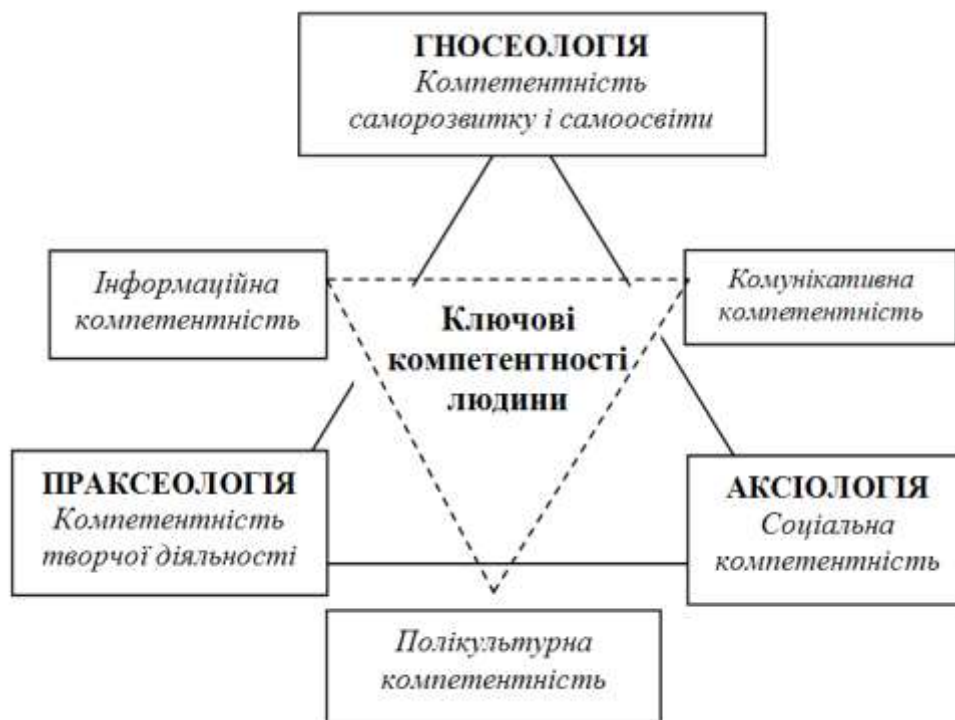 ГНОСЕОЛОГІЯ
Компетентність
саморозвитку і самоосвіти
Інформаційна
компетентність
Комунікативна
компетентність
Ключові
компетентності
людини
ПРАКСЕОЛОГІЯ
Компетентність
творчої діяльності
АКСІОЛОГІЯ
Соціальна
компетентність
Полікультурна
компетентність